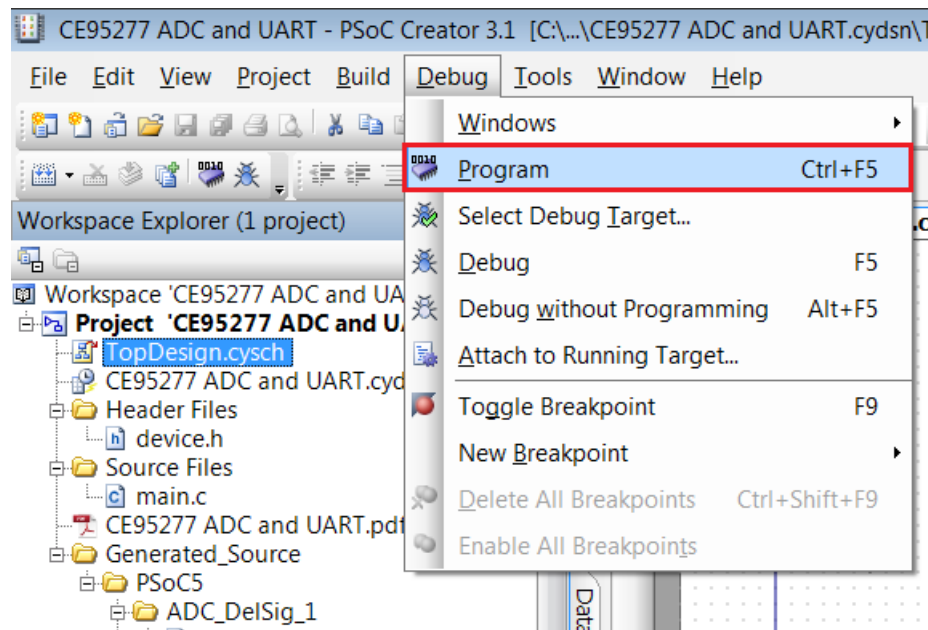 CE95277 ADC and UART - PSoC Creator 3.1 [C:\...\CE95277 ADC and UART.cydsn\T
File Edit View Project Build Debug Tools Window Help
Windows
Program Ctrl+F5
Workspace Explorer (1 project)
Select Debug Target...
Debug F5
Workspace 'CE95277 ADC and UA
Debug without Programming Alt+F5
Project 'CE95277 ADC and U
TopDesign.cysch
Attach to Running Target...
CE95277 ADC and UART.cyd
Header Files
Toggle Breakpoint F9
device.h
New Breakpoint
Source Files
main.c
Delete All Breakpoints Ctrl+Shift+F9
CE95277 ADC and UART.pdf
Enable All Breakpoints
Generated_Source
PSoC5
ADC_DelSig_1
Data